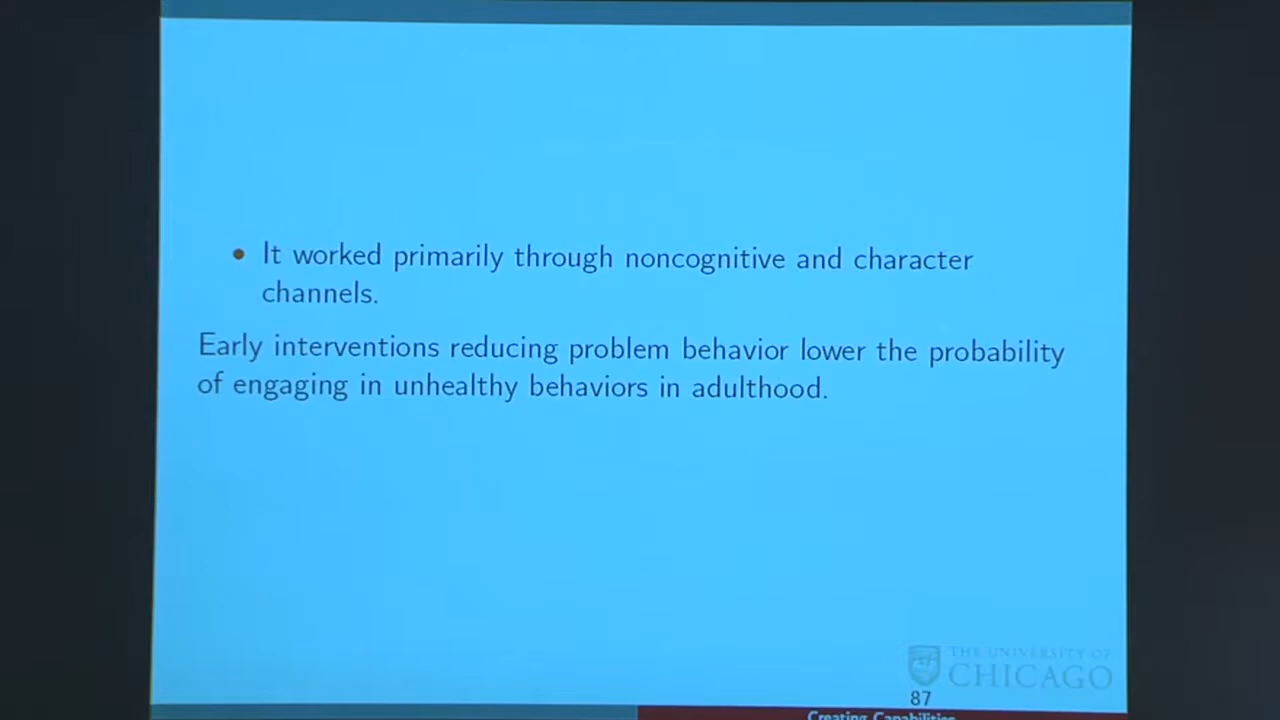 It worked primarily through noncognitive and character
channels.
Early interventions reducing problem behavior lower the probability
of engaging in unhealthy behaviors in adulthood.
THE UNIVERSITY OF
CHICAGO
87
Creating Capabilities